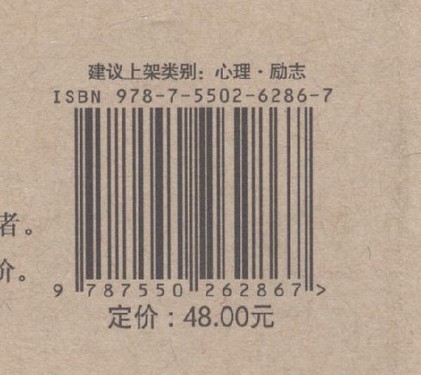 建议上架类别：心理·励志
ISBN 978-7-5502-6286-7
者。
价。
9 787550 262867 >
定价：48.00元